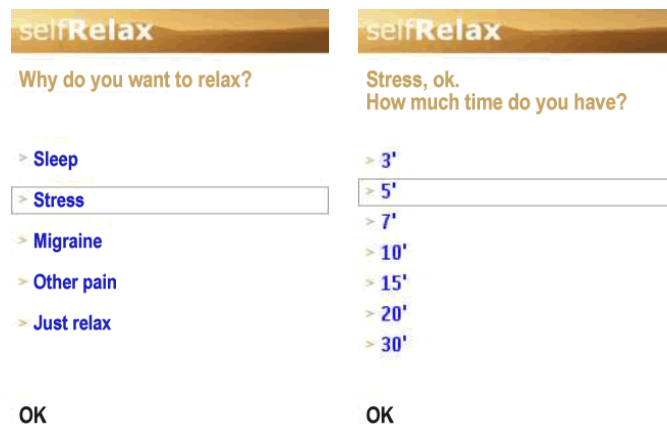 selfRelax
Why do you want to relax?
> Sleep
> Stress
> Migraine
> Other pain
> Just relax
OK
selfRelax
Stress, ok.
How much time do you have?
> 3'
> 5'
> 7'
> 10'
> 15'
> 20'
> 30'
OK